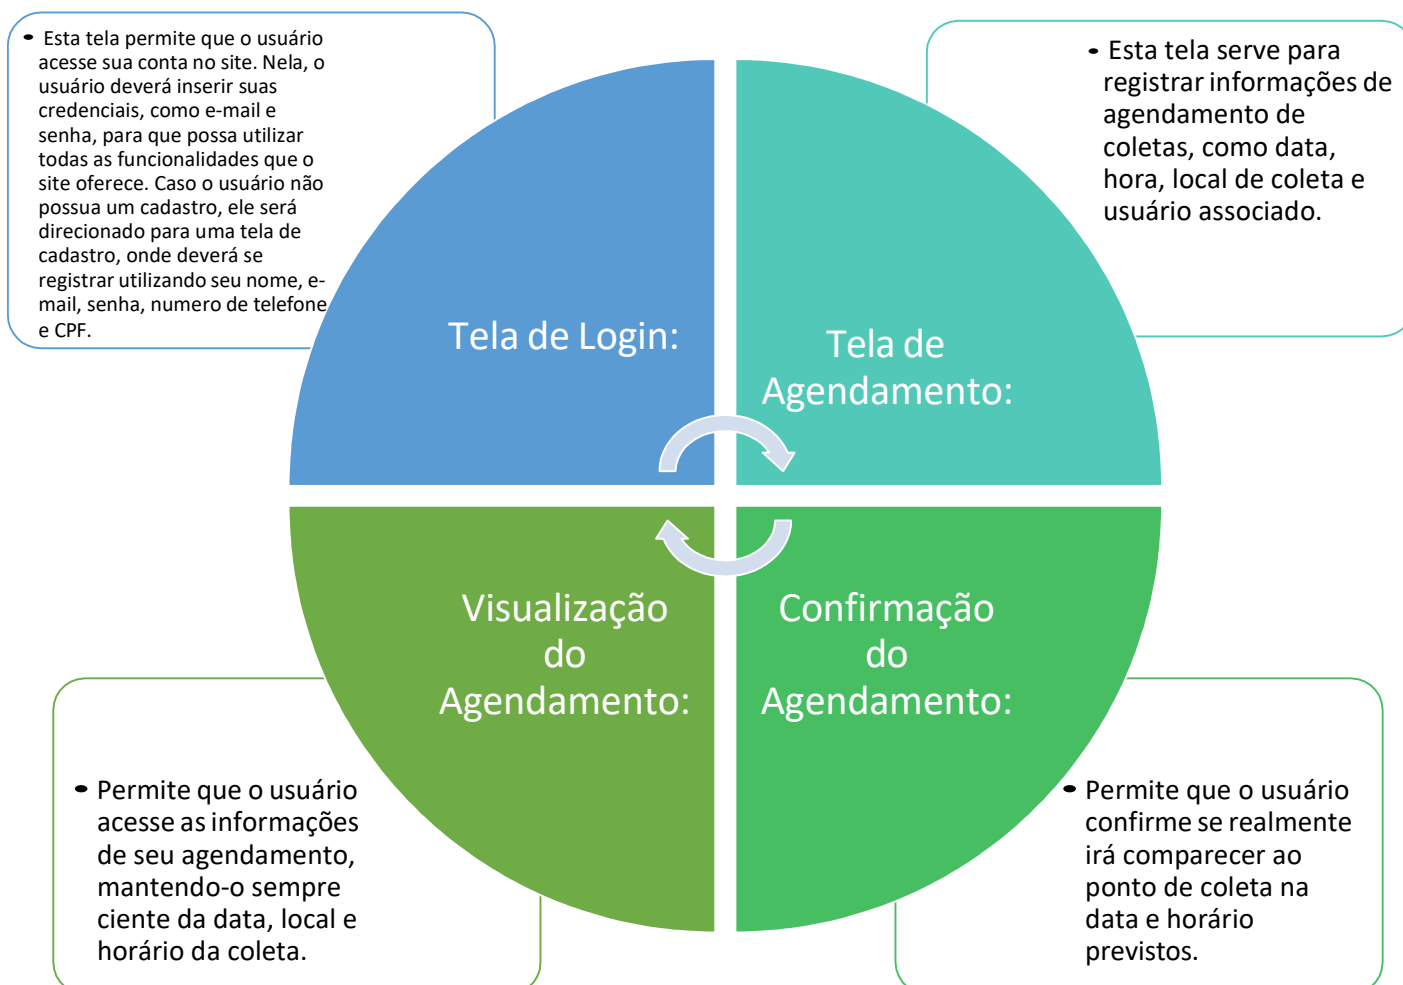 • Esta tela permite que o usuário
acesse sua conta no site. Nela, o
usuário deverá inserir suas
credenciais, como e-mail e
senha, para que possa utilizar
todas as funcionalidades que o
site oferece. Caso o usuário não
possua um cadastro, ele será
direcionado para uma tela de
cadastro, onde deverá se
registrar utilizando seu nome, e-
mail, senha, numero de telefone
e CPF.
• Esta tela serve para
registrar informações de
agendamento de
coletas, como data,
hora, local de coleta e
usuário associado.
Tela de Login:
Tela de
Agendamento:
Visualização
do
Agendamento:
Confirmação
do
Agendamento:
• Permite que o usuário
acesse as informações
de seu agendamento,
mantendo-o sempre
ciente da data, local e
horário da coleta.
• Permite que o usuário
confirme se realmente
irá comparecer ao
ponto de coleta na
data e horário
previstos.